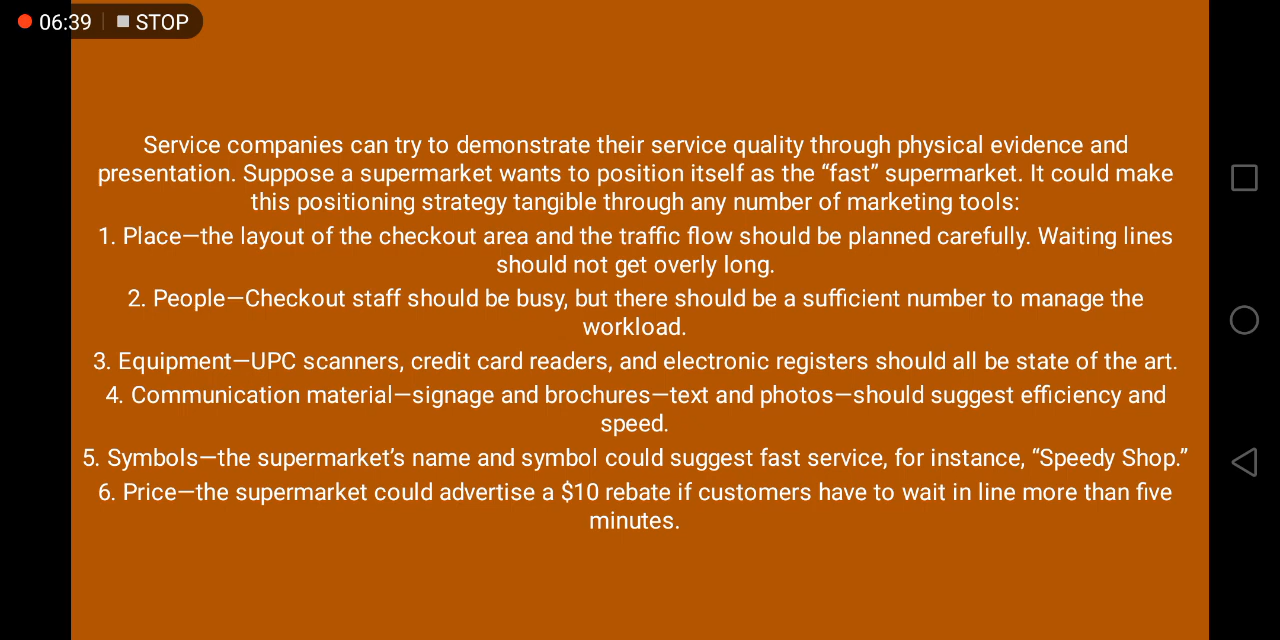 06:39 STOP
Service companies can try to demonstrate their service quality through physical evidence and
presentation. Suppose a supermarket wants to position itself as the “fast” supermarket. It could make
this positioning strategy tangible through any number of marketing tools:
1. Place—the layout of the checkout area and the traffic flow should be planned carefully. Waiting lines
should not get overly long.
2. People—Checkout staff should be busy, but there should be a sufficient number to manage the
workload.
3. Equipment—UPC scanners, credit card readers, and electronic registers should all be state of the art.
4. Communication material—signage and brochures—text and photos—should suggest efficiency and
speed.
5. Symbols—the supermarket’s name and symbol could suggest fast service, for instance, “Speedy Shop.”
6. Price—the supermarket could advertise a $10 rebate if customers have to wait in line more than five
minutes.